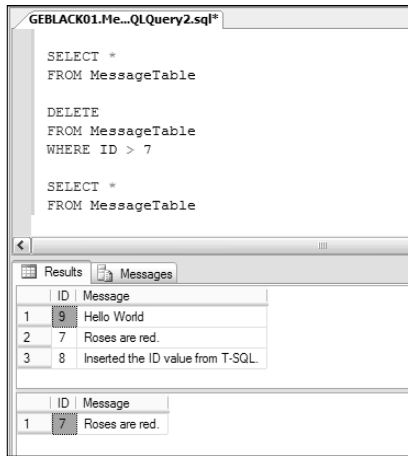 GEBLACK01.Me...QLQuery2.sql*
SELECT *
FROM MessageTable
DELETE
FROM MessageTable
WHERE ID > 7
SELECT *
FROM MessageTable
Results Messages
ID Message
1 9 Hello World
2 7 Roses are red.
3 8 Inserted the ID value from T-SQL.
ID Message
1 7 Roses are red.